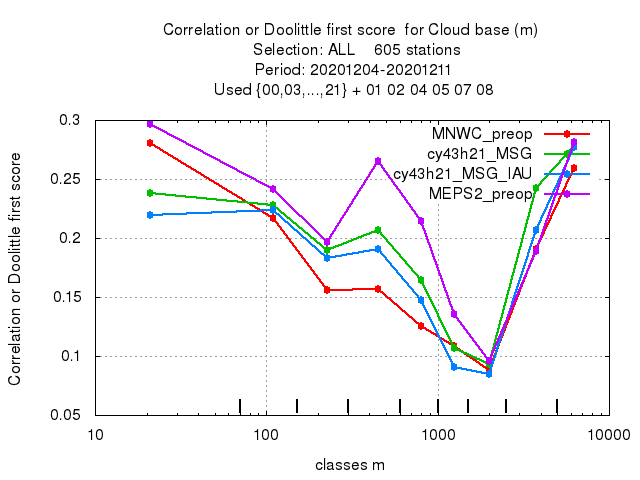 Correlation or Doolittle first score  for Cloud base (m)
Selection: ALL    605 stations
Period: 20201204-20201211
Used {00,03,...,21} + 01 02 04 05 07 08
Correlation or Doolittle first score
0.3
0.25
0.2
0.15
0.1
0.05
MNWC_preop
cy43h21_MSG
cy43h21_MSG_IAU
MEPS2_preop
10
100
1000
10000
classes m